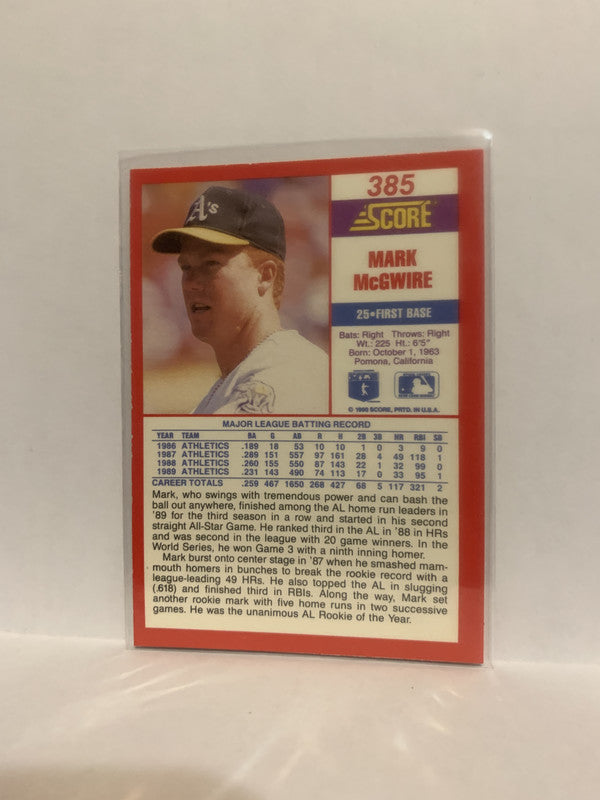 A's
385
SCORE
MARK
McGWIRE
25•FIRST BASE
Bats: Right Throws: Right
Wt.: 225 Ht.: 6'5"
Born: October 1, 1963
Pomona, California
© 1990 SCORE, PRTD. IN U.S.A.
MAJOR LEAGUE BATTING RECORD
YEAR TEAM BA G AB R H 2B 3B HR RBI SB
1986 ATHLETICS .189 18 53 10 10 1 0 3 9 0
1987 ATHLETICS .289 151 557 97 161 28 4 49 118 1
1988 ATHLETICS .260 155 550 87 143 22 1 32 99 0
1989 ATHLETICS .231 143 490 74 113 17 0 33 95 1
CAREER TOTALS .259 467 1650 268 427 68 5 117 321 2
Mark, who swings with tremendous power and can bash the
ball out anywhere, finished among the AL home run leaders in
'89 for the third season in a row and started in his second
straight All-Star Game. He ranked third in the AL in '88 in HRs
and was second in the league with 20 game winners. In the
World Series, he won Game 3 with a ninth inning homer.
Mark burst onto center stage in '87 when he smashed mam-
mouth homers in bunches to break the rookie record with a
league-leading 49 HRs. He also topped the AL in slugging
(.618) and finished third in RBIs. Along the way, Mark set
another rookie mark with five home runs in two successive
games. He was the unanimous AL Rookie of the Year.